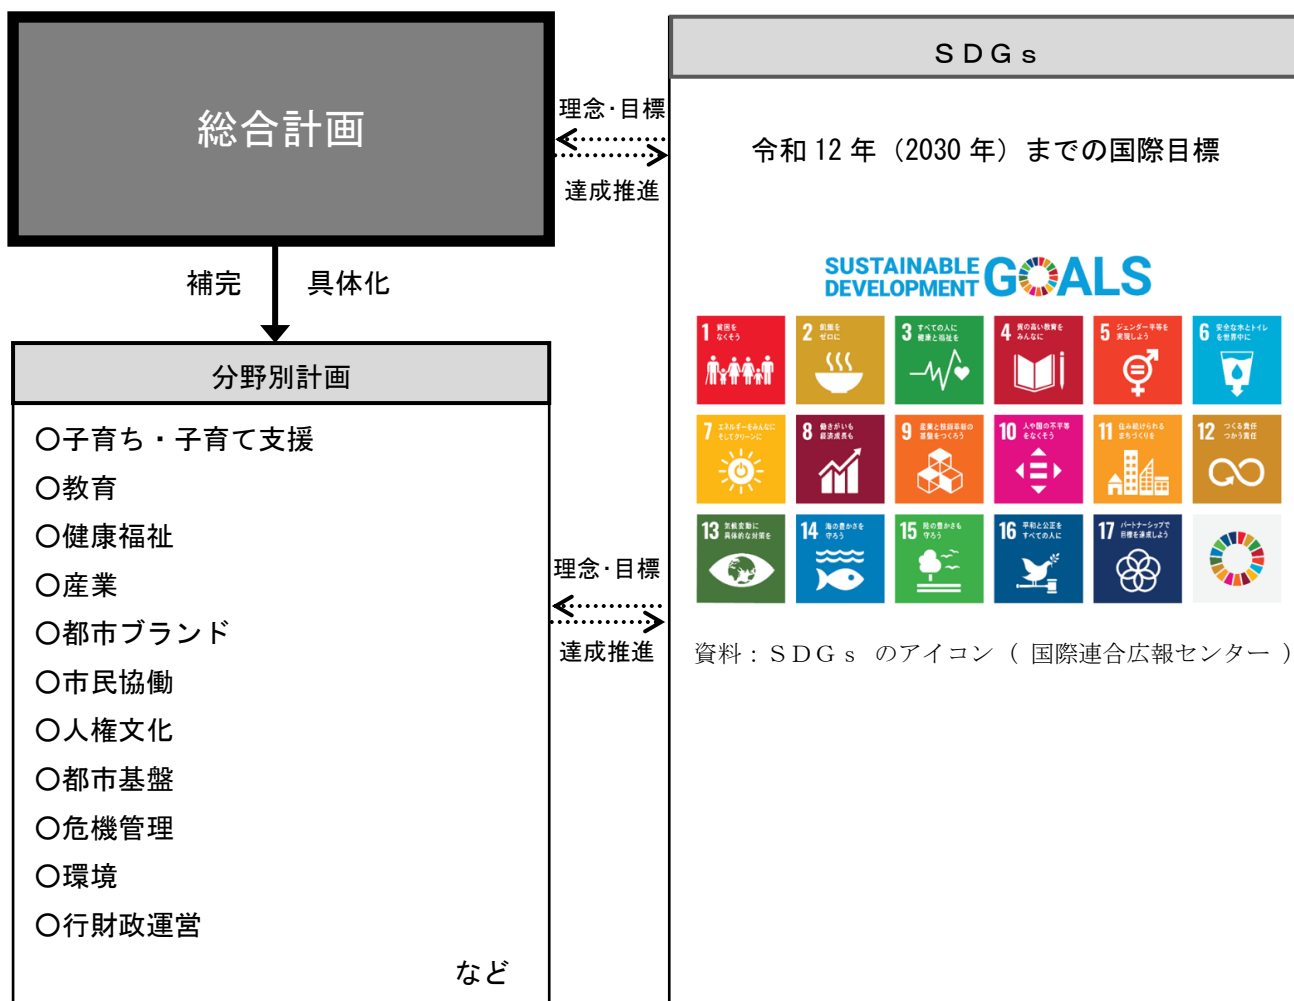 総合計画
理念･目標
達成推進
補完
具体化
分野別計画
〇子育ち・子育て支援
〇教育
〇健康福祉
〇産業
〇都市ブランド
〇市民協働
〇人権文化
〇都市基盤
〇危機管理
〇環境
〇行財政運営
など
理念･目標
達成推進
ＳＤＧｓ
令和 12 年（2030 年）までの国際目標
SUSTAINABLE
DEVELOPMENT
GOALS
1 貧困を
なくそう
2 飢餓を
ゼロに
3 すべての人に
健康と福祉を
4 質の高い教育を
みんなに
5 ジェンダー平等を
実現しよう
6 安全な水とトイレ
を世界中に
7 エネルギーをみんなに
そしてクリーンに
8 働きがいも
経済成長も
9 産業と技術革新の
基盤をつくろう
10 人や国の不平等
をなくそう
11 住み続けられる
まちづくりを
12 つくる責任
つかう責任
13 気候変動に
具体的な対策を
14 海の豊かさを
守ろう
15 陸の豊かさも
守ろう
16 平和と公正を
すべての人に
17 パートナーシップで
目標を達成しよう
資料：ＳＤＧｓ のアイコン（ 国際連合広報センター ）